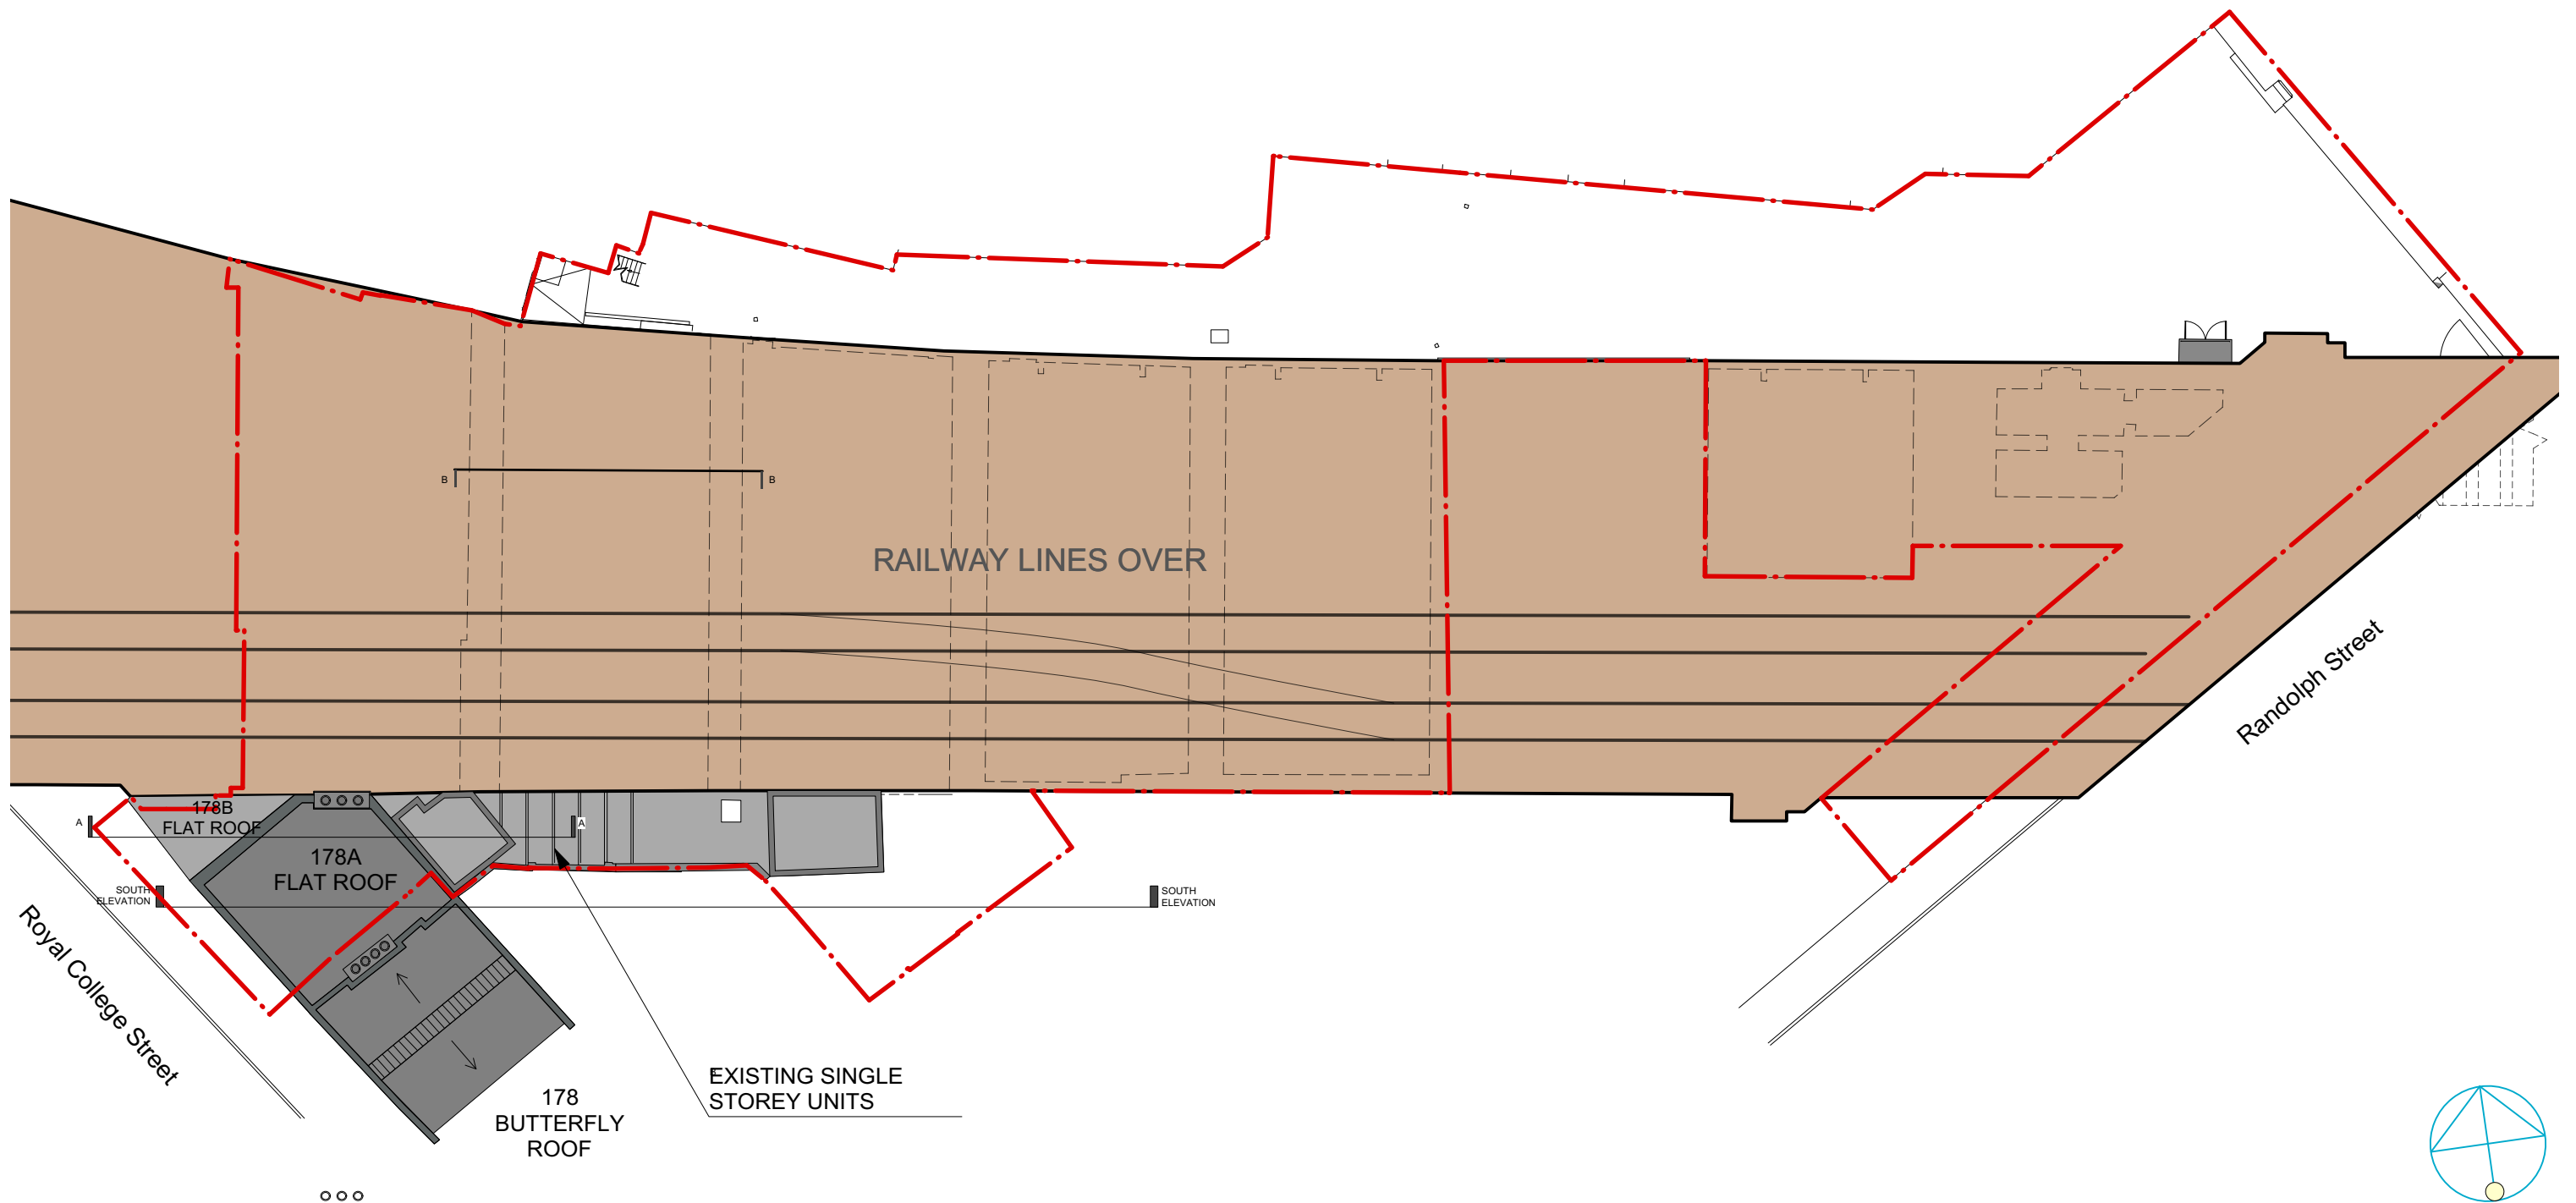 B
B
RAILWAY LINES OVER
Randolph Street
178B
FLAT ROOF
A
A
178A
FLAT ROOF
SOUTH
ELEVATION
SOUTH
ELEVATION
Royal College Street
EXISTING SINGLE
STOREY UNITS
178
BUTTERFLY
ROOF